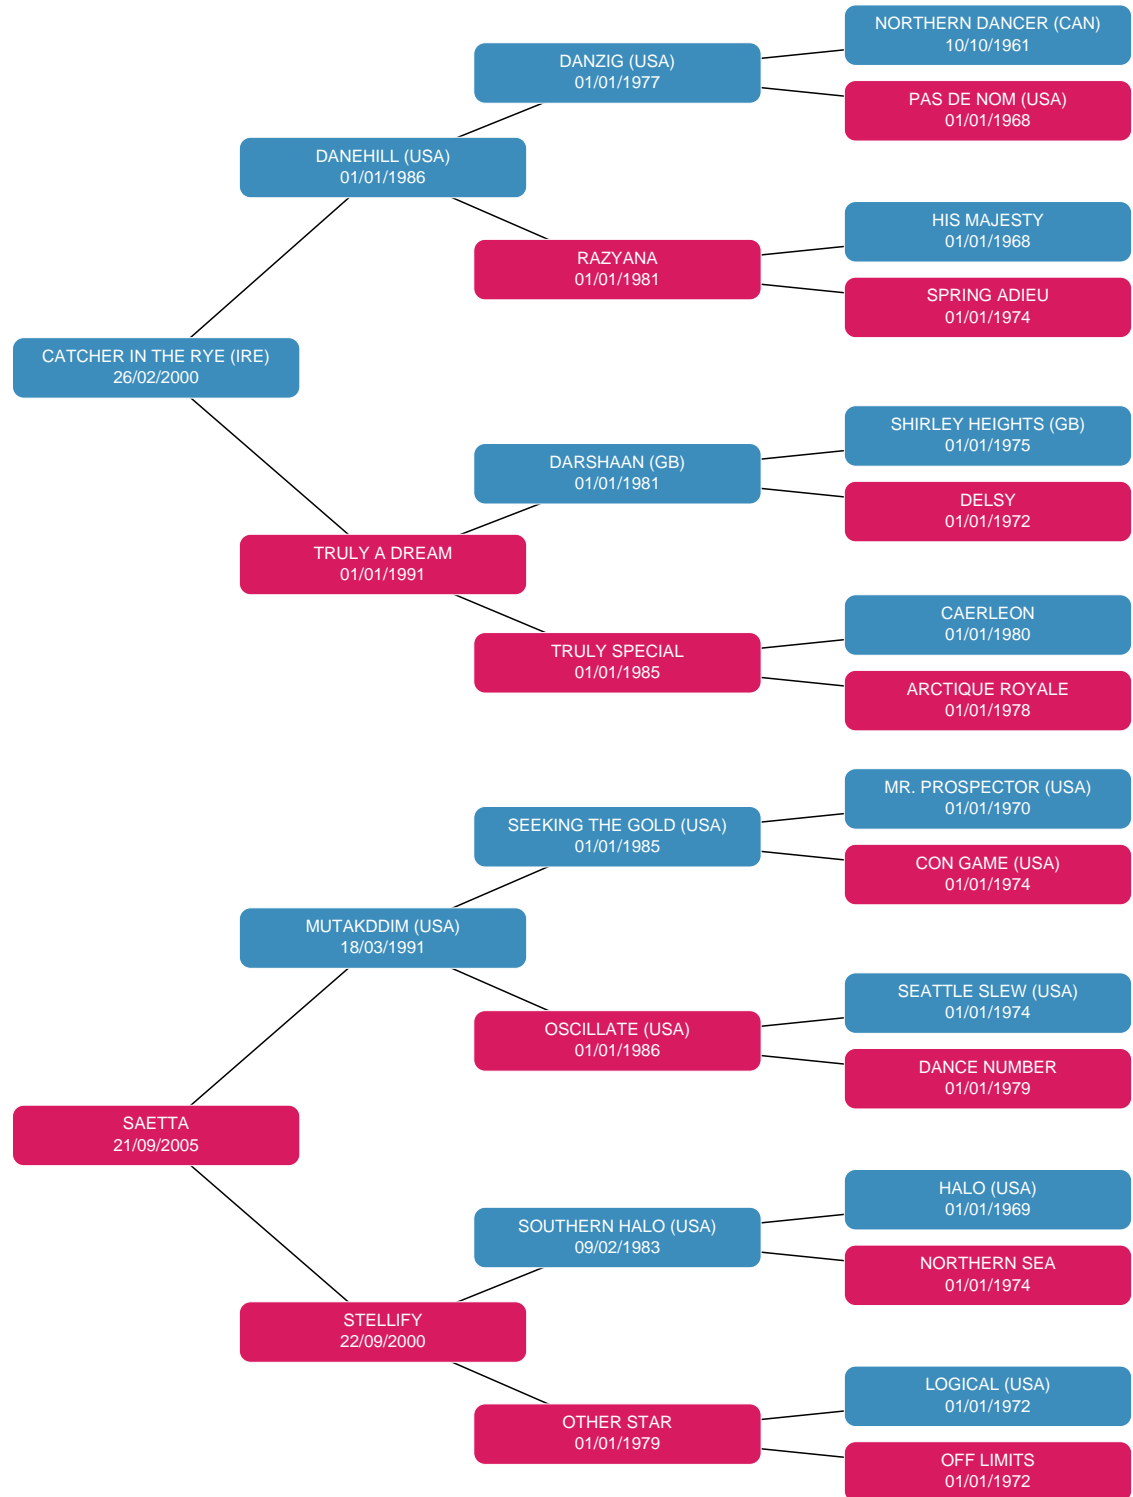 NORTHERN DANCER (CAN)
10/10/1961
DANZIG (USA)
01/01/1977
PAS DE NOM (USA)
01/01/1968
DANEHILL (USA)
01/01/1986
HIS MAJESTY
01/01/1968
RAZYANA
01/01/1981
SPRING ADIEU
01/01/1974
CATCHER IN THE RYE (IRE)
26/02/2000
SHIRLEY HEIGHTS (GB)
01/01/1975
DARSHAAN (GB)
01/01/1981
DELSY
01/01/1972
TRULY A DREAM
01/01/1991
CAERLEON
01/01/1980
TRULY SPECIAL
01/01/1985
ARCTIQUE ROYALE
01/01/1978
MR. PROSPECTOR (USA)
01/01/1970
SEEKING THE GOLD (USA)
01/01/1985
CON GAME (USA)
01/01/1974
MUTAKDDIM (USA)
18/03/1991
SEATTLE SLEW (USA)
01/01/1974
OSCILLATE (USA)
01/01/1986
DANCE NUMBER
01/01/1979
SAETTA
21/09/2005
HALO (USA)
01/01/1969
SOUTHERN HALO (USA)
09/02/1983
NORTHERN SEA
01/01/1974
STELLIFY
22/09/2000
LOGICAL (USA)
01/01/1972
OTHER STAR
01/01/1979
OFF LIMITS
01/01/1972